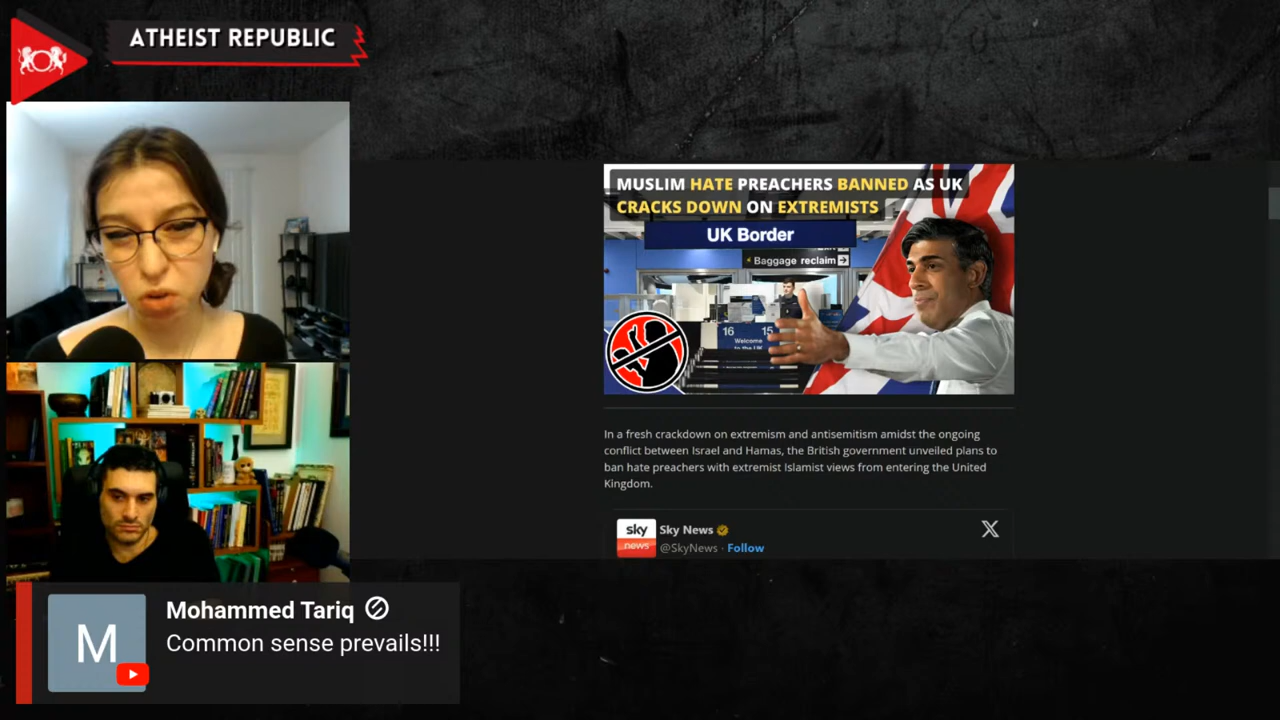 ATHEIST REPUBLIC
MUSLIM HATE PREACHERS BANNED AS UK
CRACKS DOWN ON EXTREMISTS
UK Border
Baggage reclaim
16 15
Welcome
to the UK
In a fresh crackdown on extremism and antisemitism amidst the ongoing
conflict between Israel and Hamas, the British government unveiled plans to
ban hate preachers with extremist Islamist views from entering the United
Kingdom.
sky
news
Sky News
@SkyNews · Follow
M
Mohammed Tariq
Common sense prevails!!!